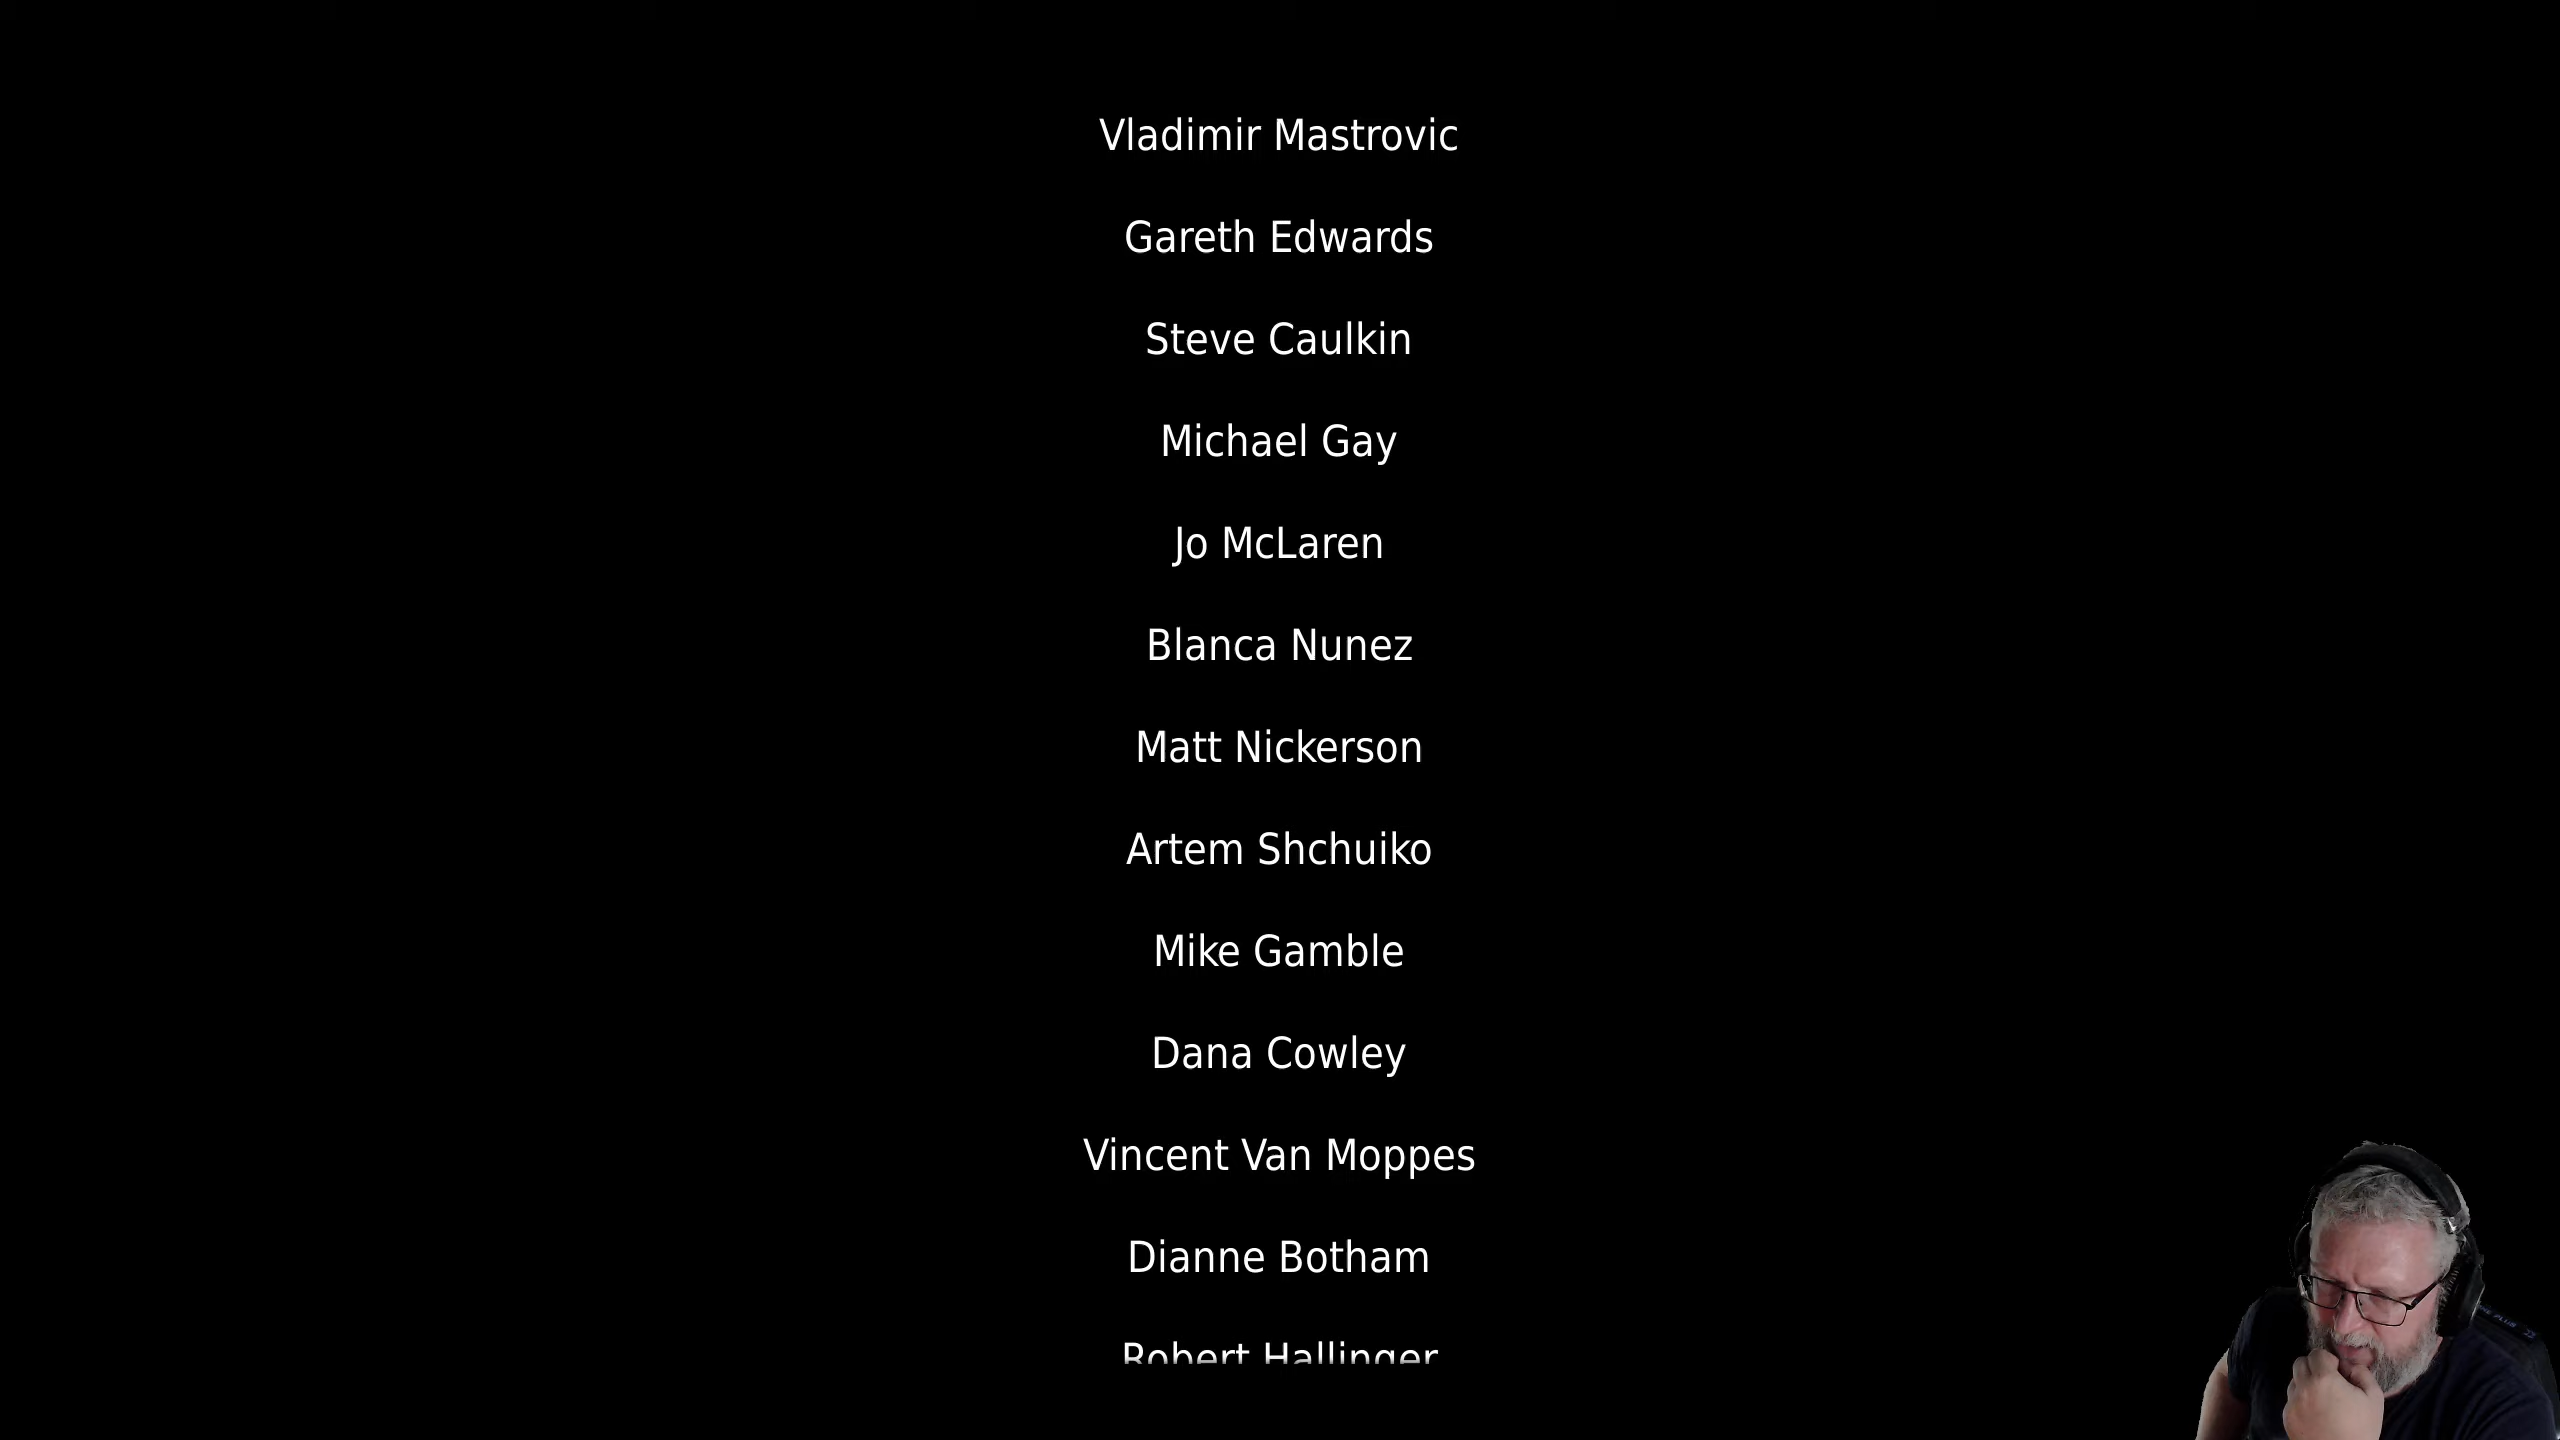 Vladimir Mastrovic
Gareth Edwards
Steve Caulkin
Michael Gay
Jo McLaren
Blanca Nunez
Matt Nickerson
Artem Shchuiko
Mike Gamble
Dana Cowley
Vincent Van Moppes
Dianne Botham
Robert Hallinger